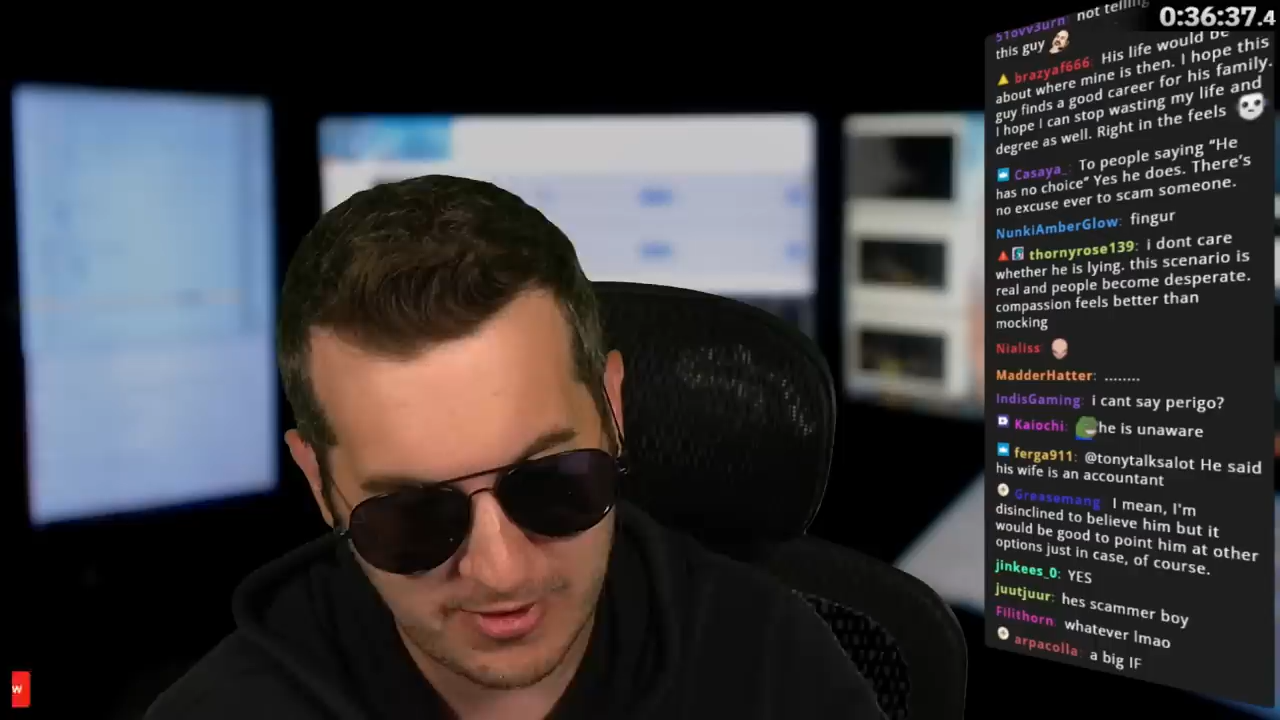 0:36:37.4
51ovv3urn not telling
this guy
brazyaf666: His life would be
about where mine is then. I hope this
guy finds a good career for his family.
I hope I can stop wasting my life and
degree as well. Right in the feels
Casaya_: To people saying “He
has no choice” Yes he does. There’s
no excuse ever to scam someone.
NunkiAmberGlow: fingur
thornyrose139: i dont care
whether he is lying. this scenario is
real and people become desperate.
compassion feels better than
mocking
Nialiss:
MadderHatter: ........
IndisGaming: i cant say perigo?
Kaiochi: he is unaware
ferga911: @tonytalksalot He said
his wife is an accountant
Greasemang: I mean, I'm
disinclined to believe him but it
would be good to point him at other
options just in case, of course.
jinkees_0: YES
juutjuur: hes scammer boy
Filithorn: whatever lmao
arpacolla: a big IF
W